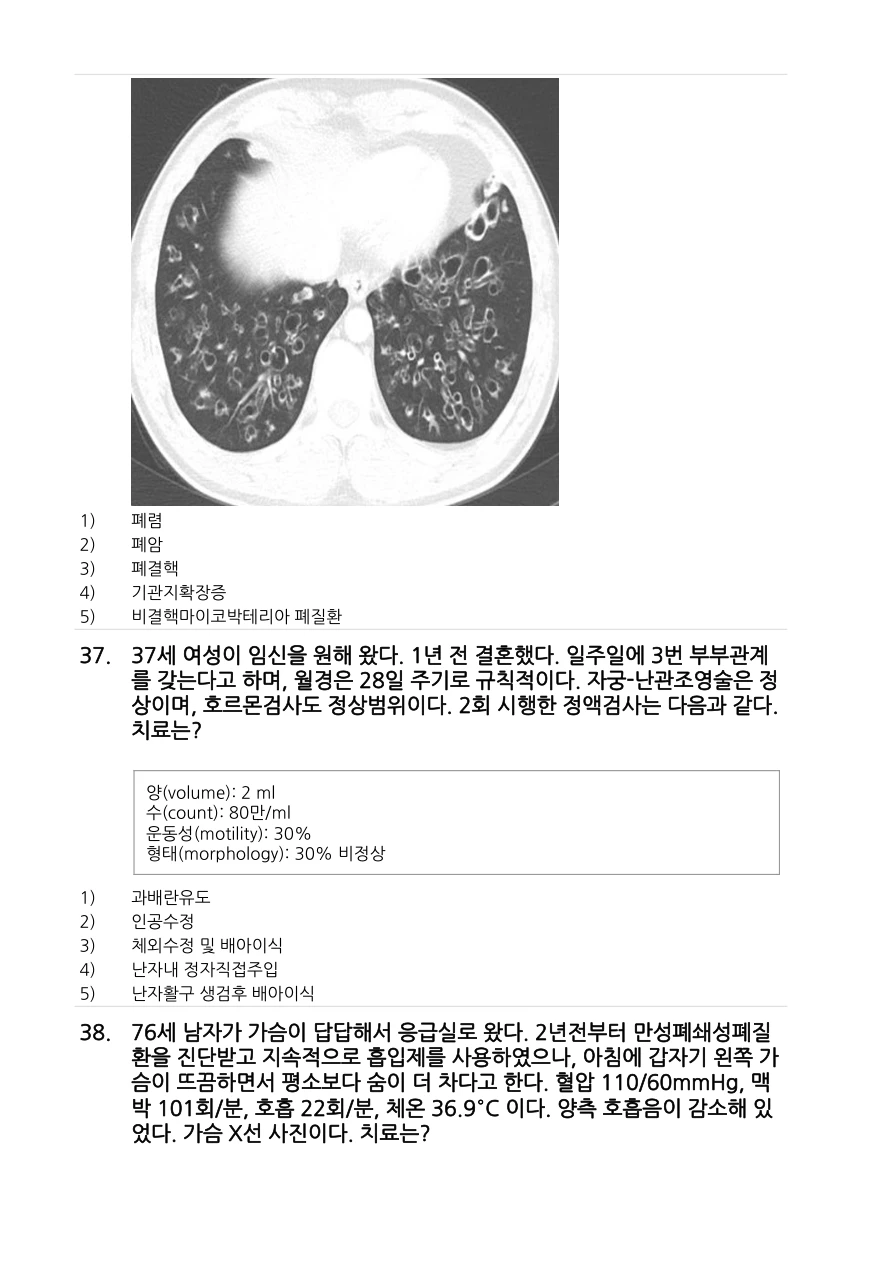 1) 폐렴
2) 폐암
3) 폐결핵
4) 기관지확장증
5) 비결핵마이코박테리아 폐질환
37. 37세 여성이 임신을 원해 왔다. 1년 전 결혼했다. 일주일에 3번 부부관계
를 갖는다고 하며, 월경은 28일 주기로 규칙적이다. 자궁-난관조영술은 정
상이며, 호르몬검사도 정상범위이다. 2회 시행한 정액검사는 다음과 같다.
치료는?
양(volume): 2 ml
수(count): 80만/ml
운동성(motility): 30%
형태(morphology): 30% 비정상
1) 과배란유도
2) 인공수정
3) 체외수정 및 배아이식
4) 난자내 정자직접주입
5) 난자활구 생검후 배아이식
38. 76세 남자가 가슴이 답답해서 응급실로 왔다. 2년전부터 만성폐쇄성폐질
환을 진단받고 지속적으로 흡입제를 사용하였으나, 아침에 갑자기 왼쪽 가
슴이 뜨끔하면서 평소보다 숨이 더 차다고 한다. 혈압 110/60mmHg, 맥
박 101회/분, 호흡 22회/분, 체온 36.9°C 이다. 양측 호흡음이 감소해 있
었다. 가슴 X선 사진이다. 치료는?